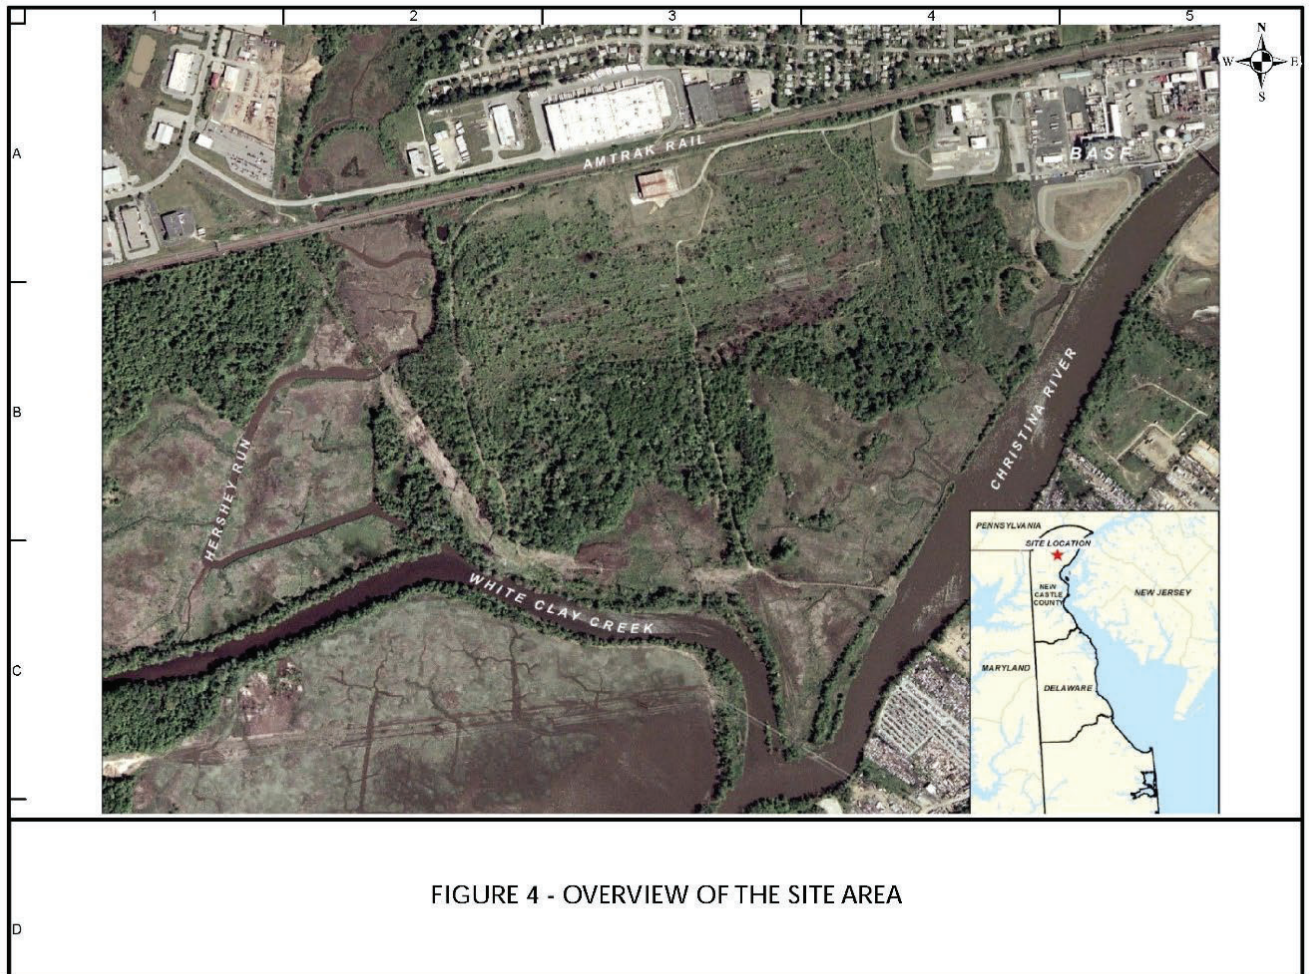 1 2 3 4 5
N
W E
S
A
AMTRAK RAIL
BASF
B
CHRISTINA RIVER
HERSHEY RUN
PENNSYLVANIA
SITE LOCATION
NEW
CASTLE
COUNTY
NEW JERSEY
WHITE CLAY CREEK
C
MARYLAND
DELAWARE
FIGURE 4 - OVERVIEW OF THE SITE AREA
D